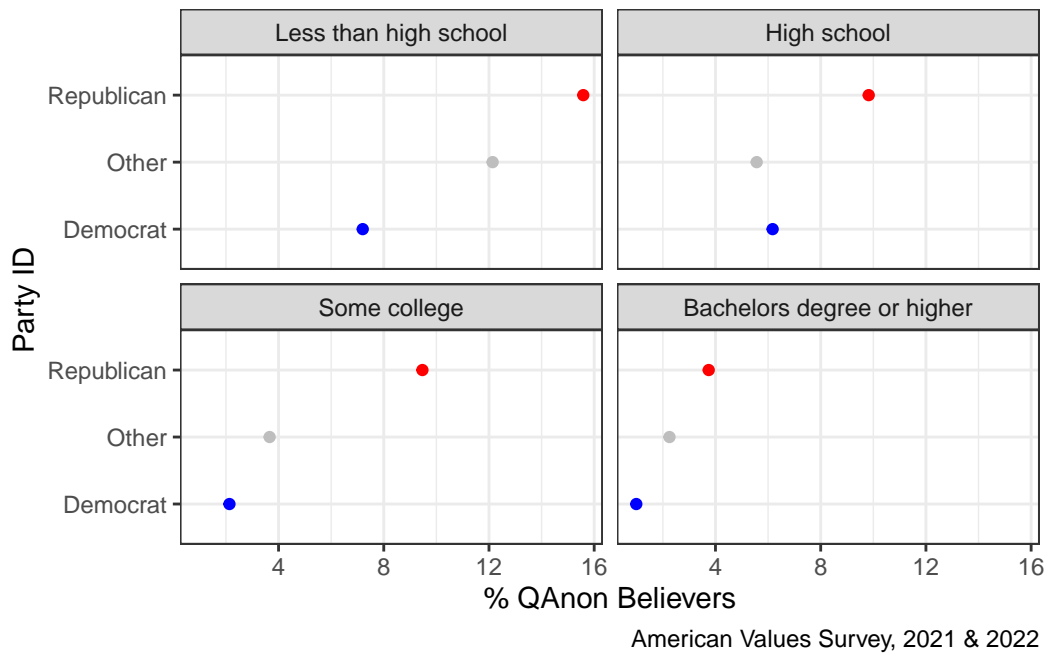 Less than high school
High school
Republican
Other
Democrat
Some college
Bachelors degree or higher
Republican
Other
Democrat
Party ID
4 8 12 16
4 8 12 16
% QAnon Believers
American Values Survey, 2021 & 2022